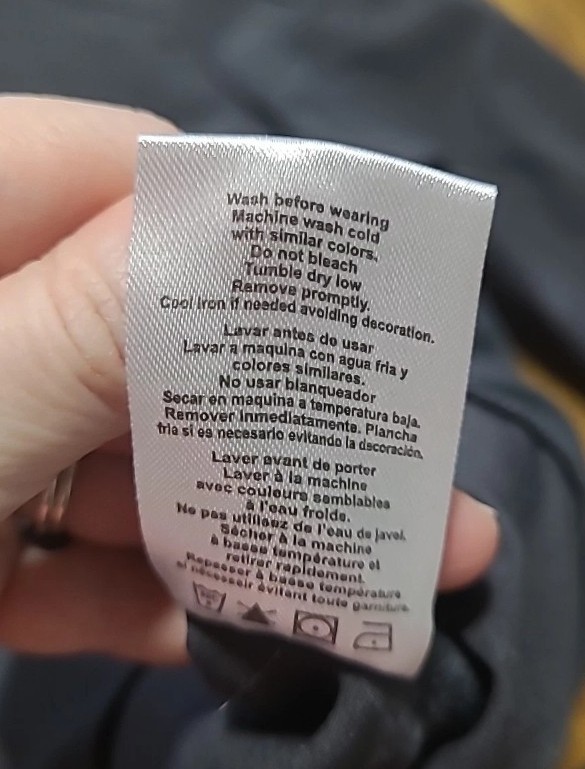 Wash before wearing
Machine wash cold
with similar colors.
Do not bleach
Tumble dry low
Remove promptly.
Cool iron if needed avoiding decoration.
Lavar antes de usar
Lavar a maquina con agua fria y
colores similares.
No usar blanqueador
Secar en maquina a temperatura baja.
Remover inmediatamente. Plancha
fria si es necesario evitando la decoración.
Laver avant de porter
Laver à la machine
avec couleurs semblables
à l'eau froide.
Ne pas utilisez de l'eau de javel.
Sécher à la machine
à basse température et
retirer rapidement.
Repasser à basse température
si nécessair évitant toute garniture.